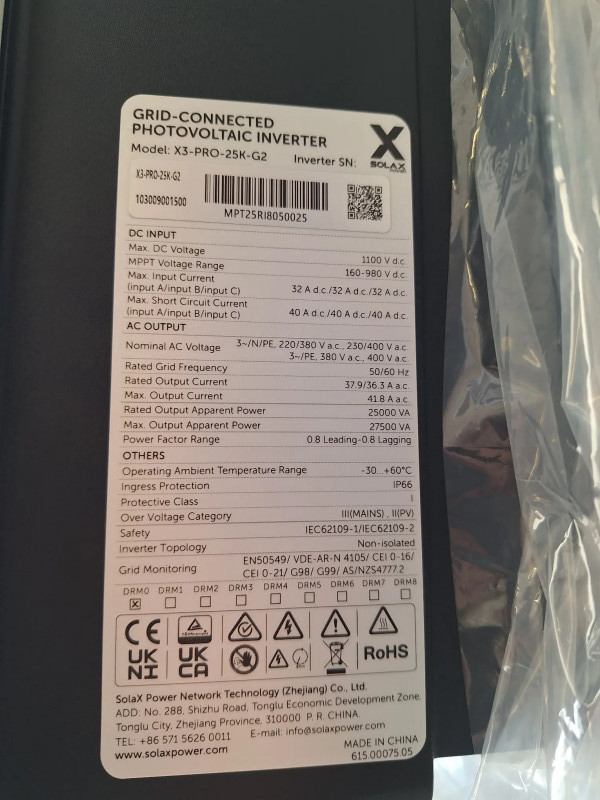 GRID-CONNECTED
PHOTOVOLTAIC INVERTER
Model: X3-PRO-25K-G2 Inverter SN:
X
SOLAX
POWER
X3-PRO-25K-G2
103009001500
MPT25RI8050025
DC INPUT
Max. DC Voltage 1100 V d.c.
MPPT Voltage Range 160-980 V d.c.
Max. Input Current
(input A/input B/input C) 32 A d.c./32 A d.c./32 A d.c.
Max. Short Circuit Current
(input A/input B/input C) 40 A d.c./40 A d.c./40 A d.c.
AC OUTPUT
Nominal AC Voltage 3~/N/PE, 220/380 V a.c., 230/400 V a.c.
3~/PE, 380 V a.c., 400 V a.c.
Rated Grid Frequency 50/60 Hz
Rated Output Current 37.9/36.3 A a.c.
Max. Output Current 41.8 A a.c.
Rated Output Apparent Power 25000 VA
Max. Output Apparent Power 27500 VA
Power Factor Range 0.8 Leading-0.8 Lagging
OTHERS
Operating Ambient Temperature Range -30...+60°C
Ingress Protection IP66
Protective Class I
Over Voltage Category III(MAINS) , II(PV)
Safety IEC62109-1/IEC62109-2
Inverter Topology Non-isolated
Grid Monitoring EN50549/ VDE-AR-N 4105/ CEI 0-16/
CEI 0-21/ G98/ G99/ AS/NZS4777.2
DRM0 DRM1 DRM2 DRM3 DRM4 DRM5 DRM6 DRM7 DRM8
CE
UK
NI
UK
CA
RoHS
SolaX Power Network Technology (Zhejiang) Co., Ltd.
ADD: No. 288, Shizhu Road, Tonglu Economic Development Zone,
Tonglu City, Zhejiang Province, 310000 P. R. CHINA.
TEL: +86 571 5626 0011 E-mail: info@solaxpower.com
www.solaxpower.com MADE IN CHINA
615.00075.05